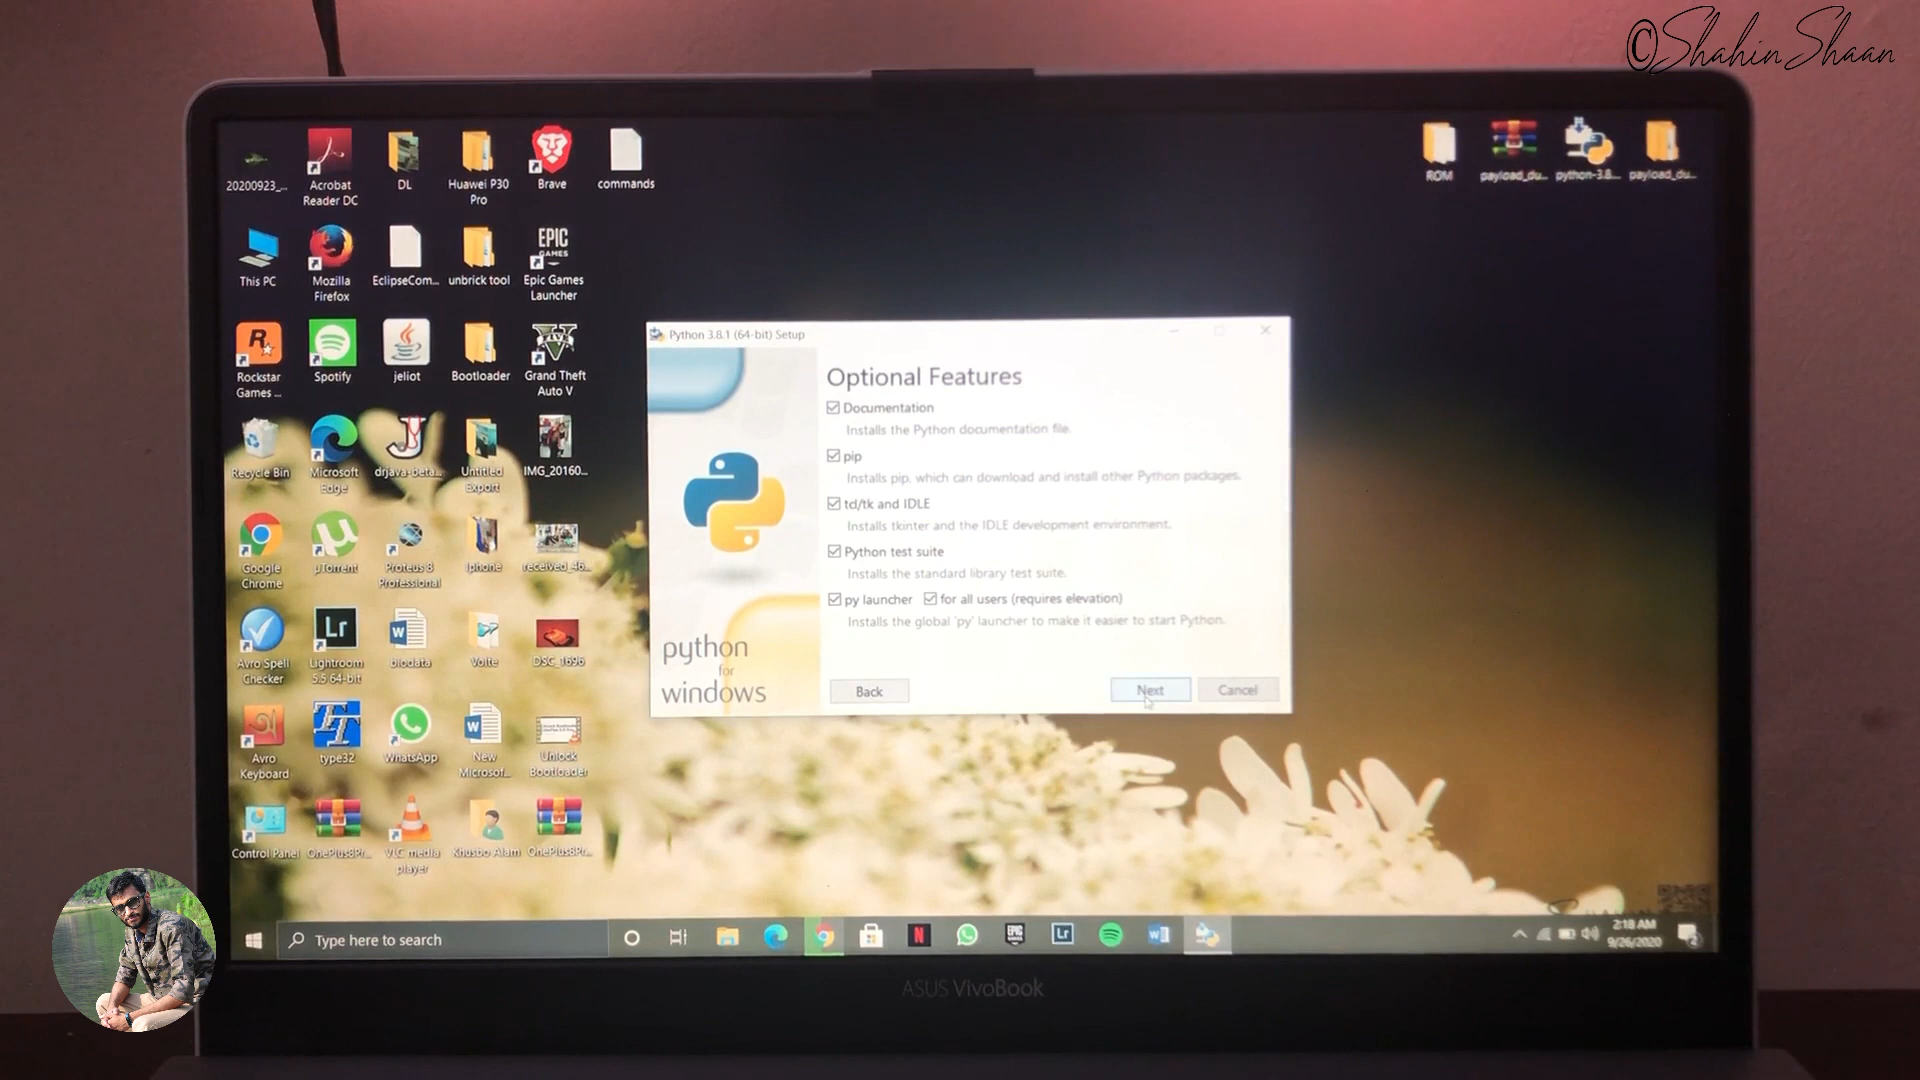 ©ShahinShaan
20200923_...
Acrobat
Reader DC
DL
Huawei P30
Pro
Brave
commands
ROM
payload_du...
python-3.8....
payload_du...
This PC
Mozilla
Firefox
EclipseCom...
unbrick tool
EPIC
GAMES
Epic Games
Launcher
Rockstar
Games ...
Spotify
jeliot
Bootloader
FIVE
Grand Theft
Auto V
Recycle Bin
Microsoft
Edge
drjava-beta...
Untitled
Export
IMG_20160...
Google
Chrome
µTorrent
Proteus 8
Professional
Iphone
received_46...
Avro Spell
Checker
Lr
Lightroom
5.5 64-bit
biodata
Volte
DSC_1696
Avro
Keyboard
type32
WhatsApp
New
Microsof...
Unlock
Bootloader
Control Panel
OnePlus8Pr...
VLC media
player
Khusbo Alam
OnePlus8Pr...
Python 3.8.1 (64-bit) Setup
Optional Features
Documentation
Installs the Python documentation file.
pip
Installs pip, which can download and install other Python packages.
td/tk and IDLE
Installs tkinter and the IDLE development environment.
Python test suite
Installs the standard library test suite.
py launcher for all users (requires elevation)
Installs the global 'py' launcher to make it easier to start Python.
python
for
windows
Back
Next
Cancel
Type here to search
EPIC
Lr
2:18 AM
9/26/2020
ASUS VivoBook